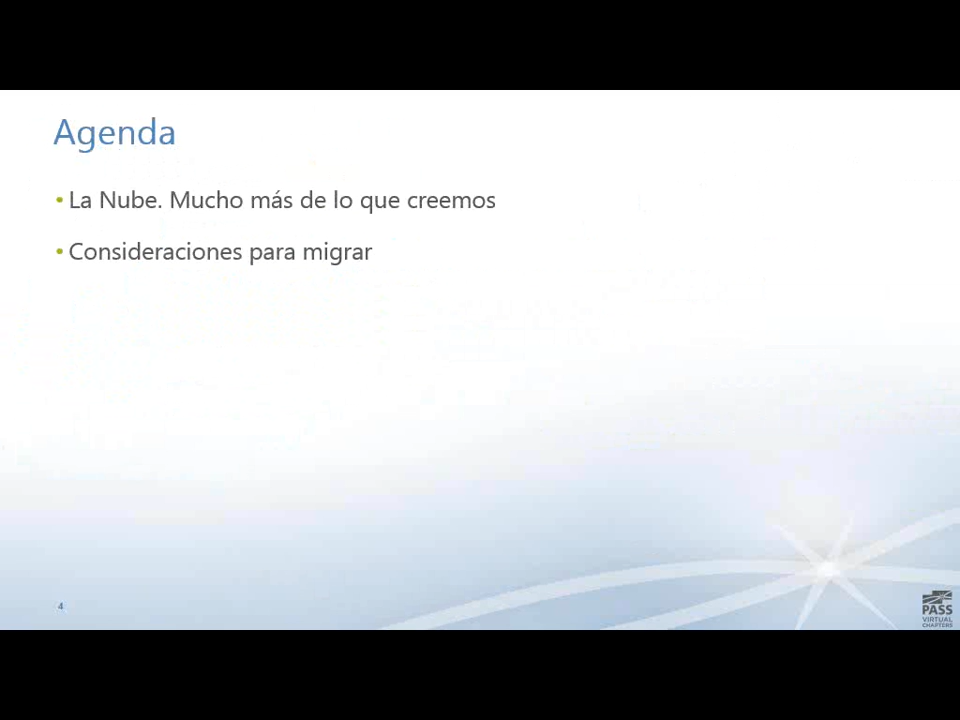 Agenda
• La Nube. Mucho más de lo que creemos
• Consideraciones para migrar
4
PASS
VIRTUAL
CHAPTERS